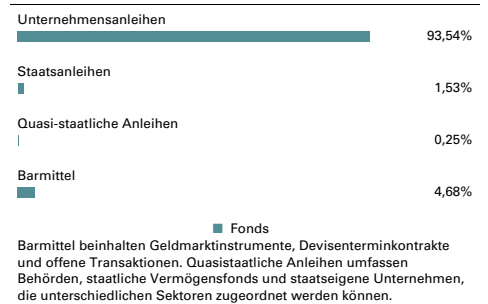 Unternehmensanleihen
93,54%
Staatsanleihen
1,53%
Quasi-staatliche Anleihen
0,25%
Barmittel
4,68%
Fonds
Barmittel beinhalten Geldmarktinstrumente, Devisenterminkontrakte
und offene Transaktionen. Quasistaatliche Anleihen umfassen
Behörden, staatliche Vermögensfonds und staatseigene Unternehmen,
die unterschiedlichen Sektoren zugeordnet werden können.